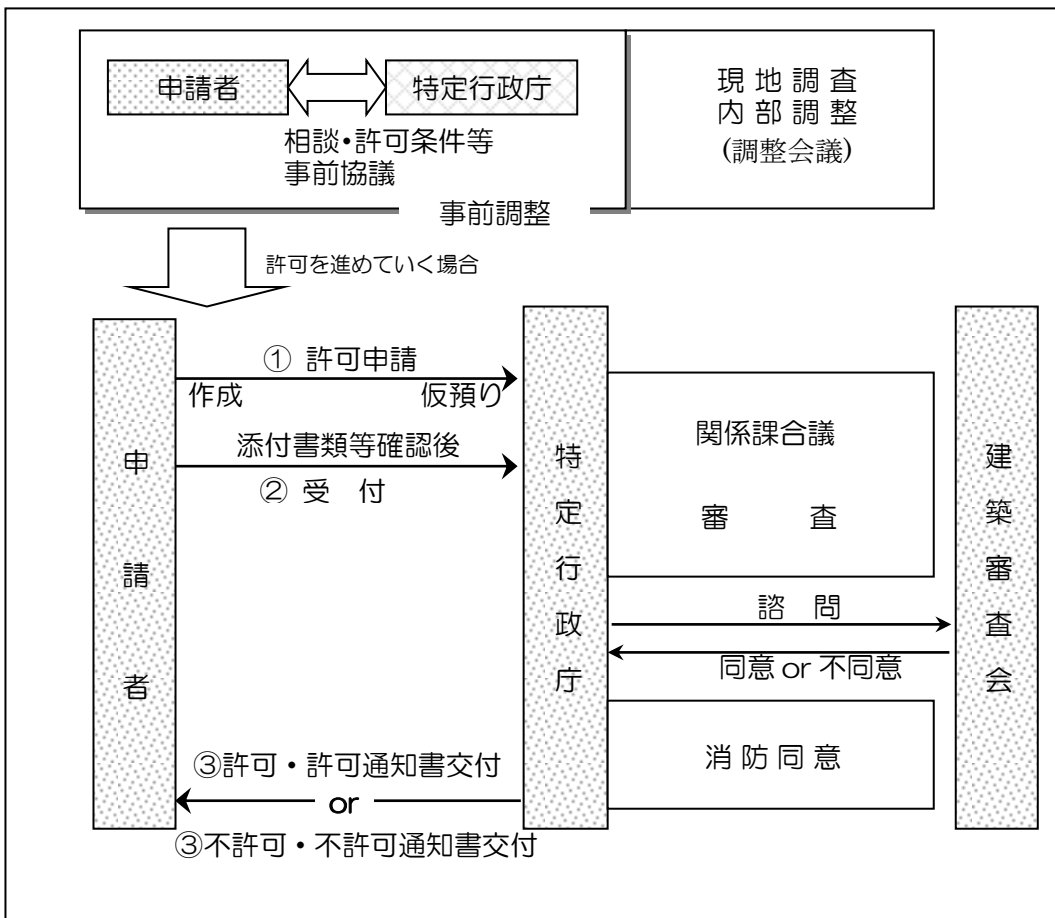 申請者
特定行政庁
相談・許可条件等
事前協議
事前調整
現地調査
内部調整
(調整会議)
許可を進めていく場合
申請者
① 許可申請
作成 仮預り
添付書類等確認後
② 受 付
特定行政庁
関係課合議
審 査
諮 問
同意 or 不同意
消防同意
建築審査会
③許可・許可通知書交付
or
③不許可・不許可通知書交付